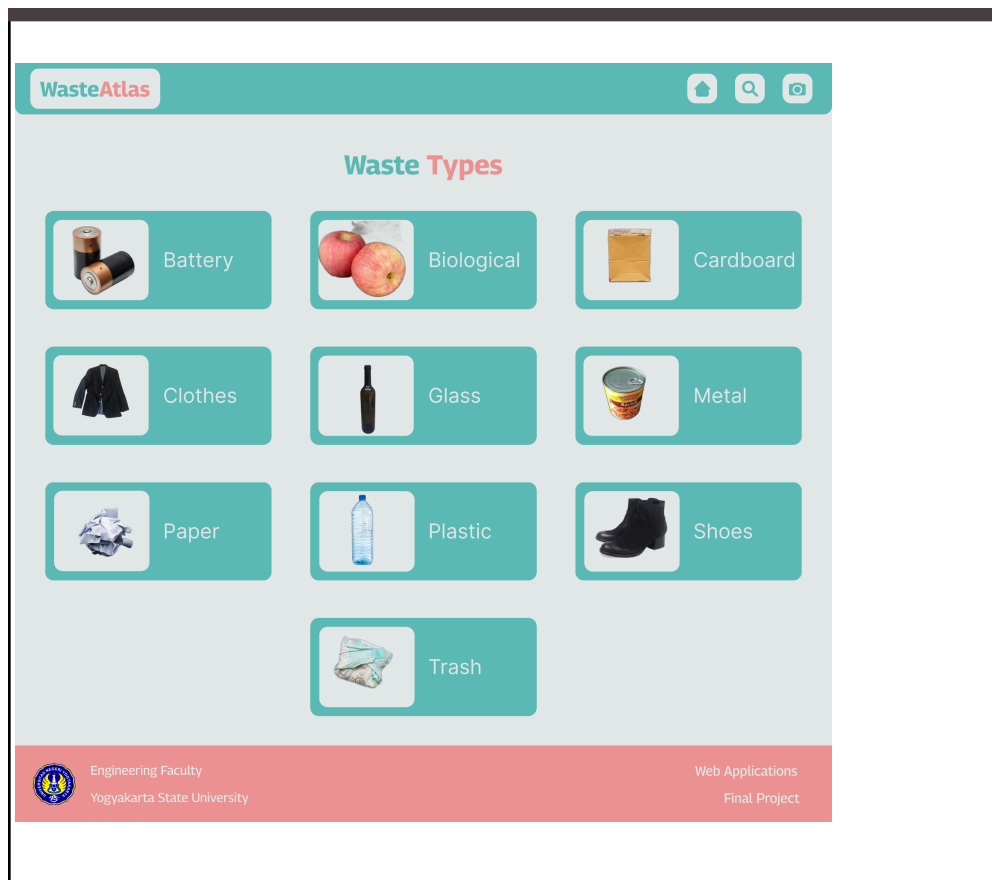 WasteAtlas
Waste Types
Battery
Biological
Cardboard
Clothes
Glass
Metal
Paper
Plastic
Shoes
Trash
Engineering Faculty
Yogyakarta State University
Web Applications
Final Project